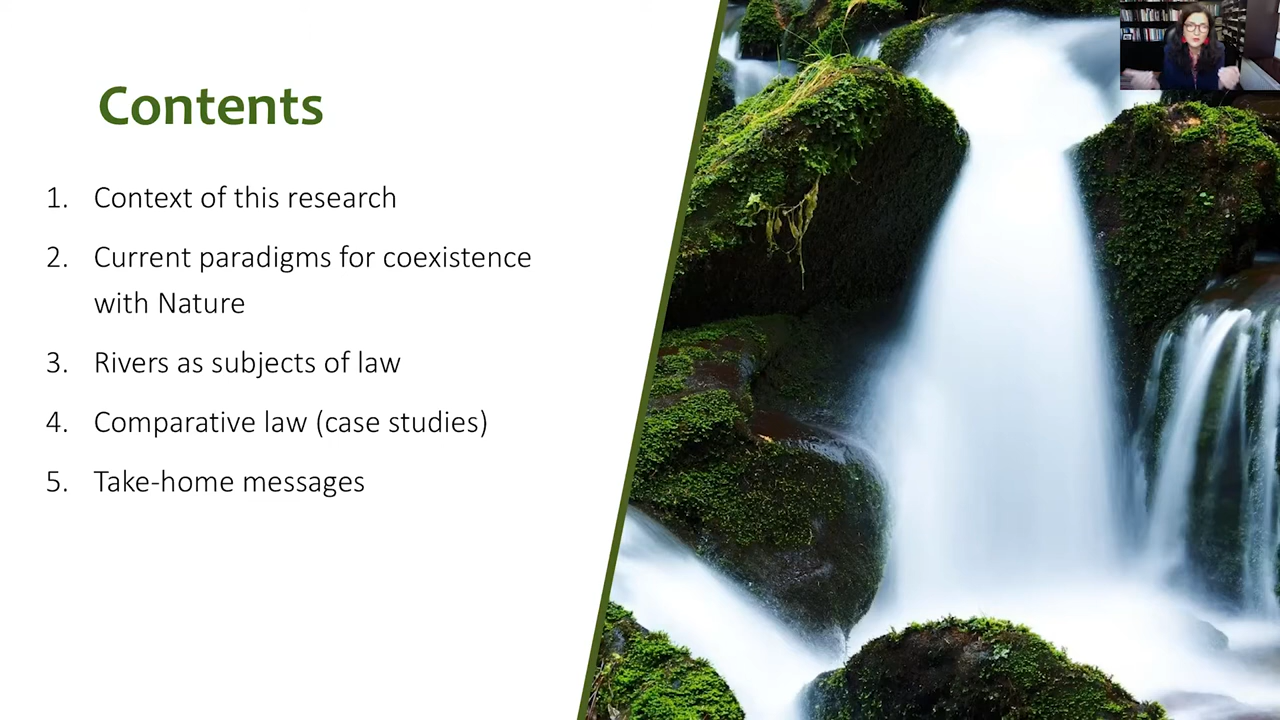 Contents
1. Context of this research
2. Current paradigms for coexistence
with Nature
3. Rivers as subjects of law
4. Comparative law (case studies)
5. Take-home messages